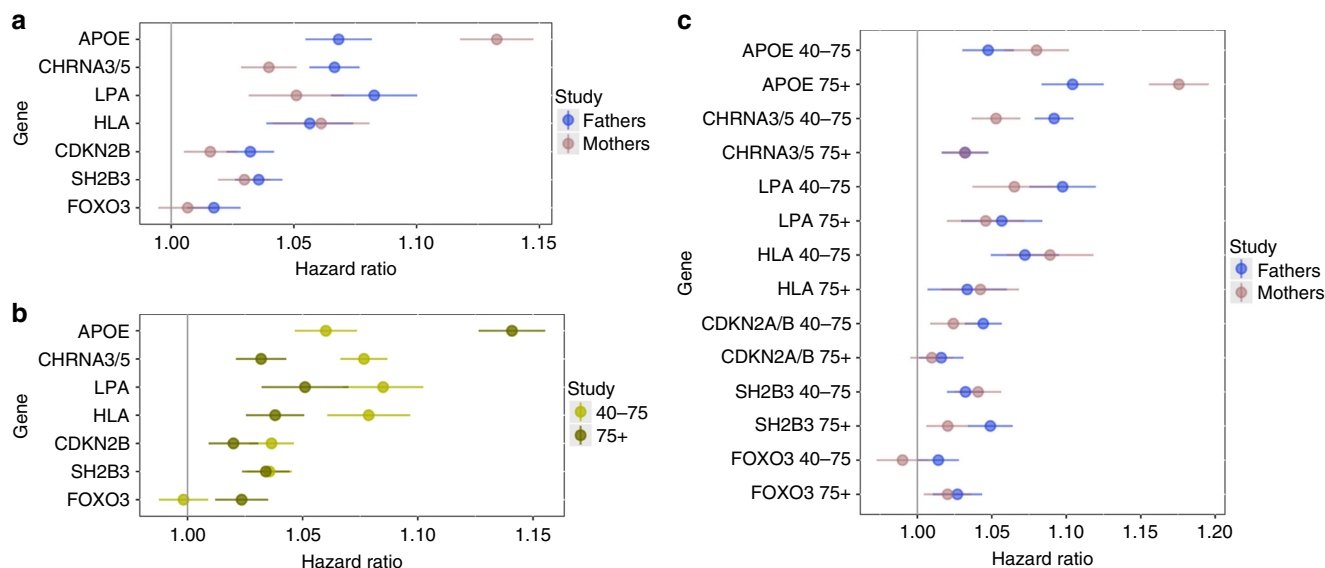 a
Gene
APOE
CHRNA3/5
LPA
HLA
CDKN2B
SH2B3
FOXO3
1.00 1.05 1.10 1.15
Hazard ratio
Study
Fathers
Mothers
b
Gene
APOE
CHRNA3/5
LPA
HLA
CDKN2B
SH2B3
FOXO3
1.00 1.05 1.10 1.15
Hazard ratio
Study
40–75
75+
c
Gene
APOE 40–75
APOE 75+
CHRNA3/5 40–75
CHRNA3/5 75+
LPA 40–75
LPA 75+
HLA 40–75
HLA 75+
CDKN2A/B 40–75
CDKN2A/B 75+
SH2B3 40–75
SH2B3 75+
FOXO3 40–75
FOXO3 75+
1.00 1.05 1.10 1.15 1.20
Hazard ratio
Study
Fathers
Mothers